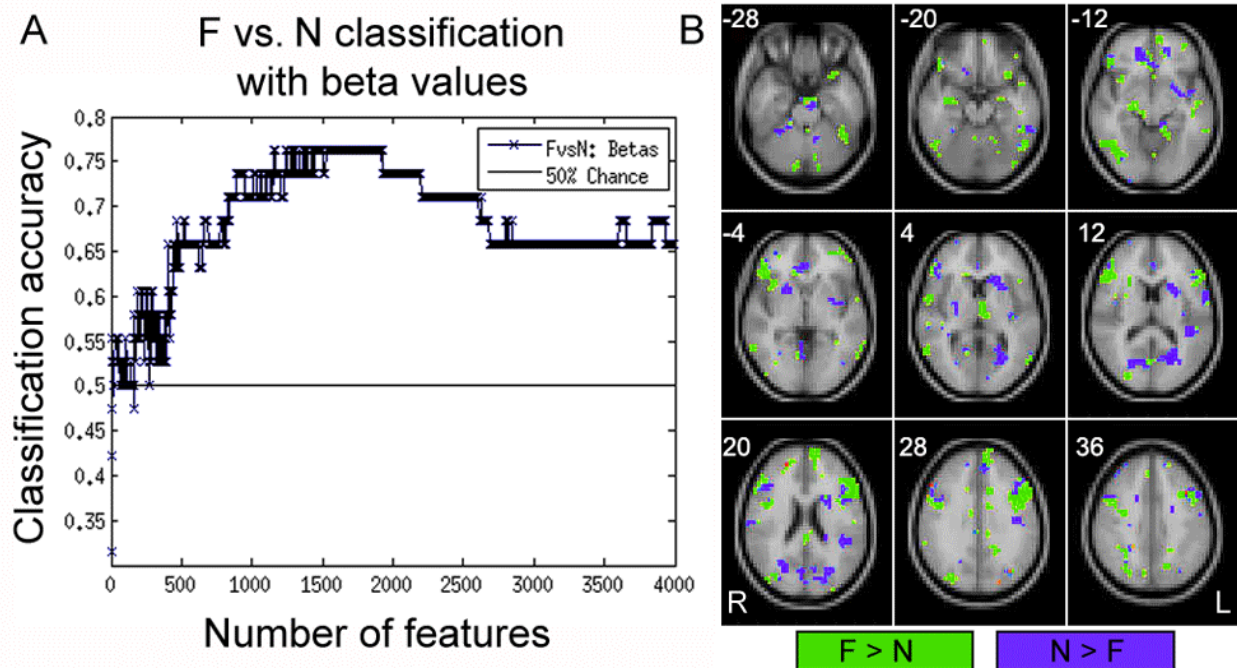 A
F vs. N classification
with beta values
Classification accuracy
0.8
0.75
0.7
0.65
0.6
0.55
0.5
0.45
0.4
0.35
FvsN: Betas
50% Chance
0 500 1000 1500 2000 2500 3000 3500 4000
Number of features
B
-28 -20 -12
-4 4 12
20 28 36
R L
F > N N > F